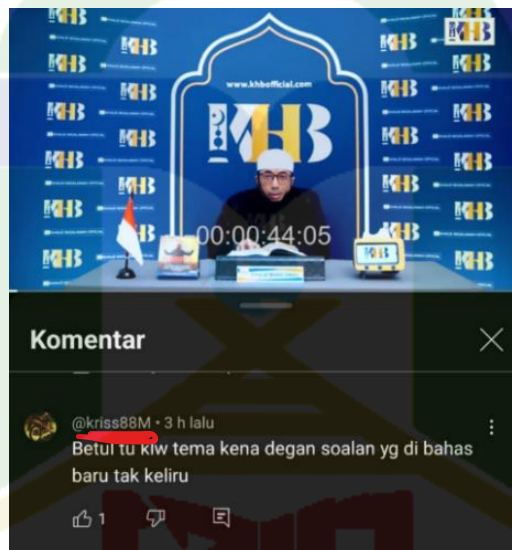 KHB
www.khbofficial.com
KHB
00:00:44:05
KHB
Komentar
@kriss88M • 3 h lalu
Betul tu klw tema kena degan soalan yg di bahas
baru tak keliru
1